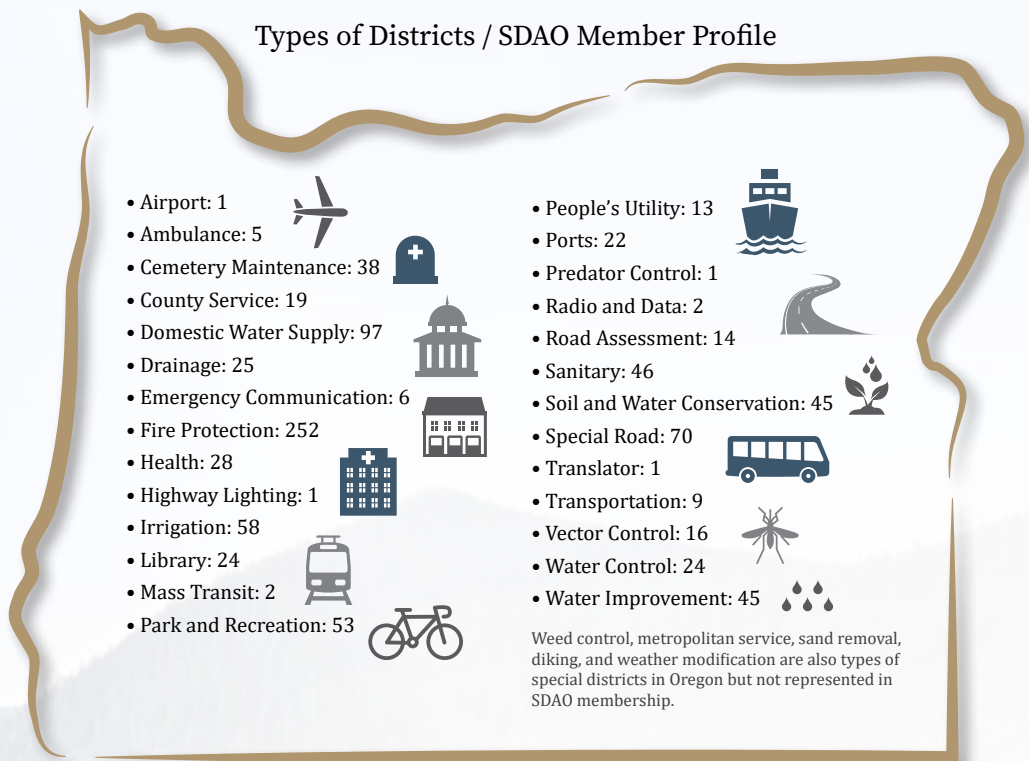 Types of Districts / SDAO Member Profile
• Airport: 1
• Ambulance: 5
• Cemetery Maintenance: 38
• County Service: 19
• Domestic Water Supply: 97
• Drainage: 25
• Emergency Communication: 6
• Fire Protection: 252
• Health: 28
• Highway Lighting: 1
• Irrigation: 58
• Library: 24
• Mass Transit: 2
• Park and Recreation: 53
• People's Utility: 13
• Ports: 22
• Predator Control: 1
• Radio and Data: 2
• Road Assessment: 14
• Sanitary: 46
• Soil and Water Conservation: 45
• Special Road: 70
• Translator: 1
• Transportation: 9
• Vector Control: 16
• Water Control: 24
• Water Improvement: 45
Weed control, metropolitan service, sand removal,
diking, and weather modification are also types of
special districts in Oregon but not represented in
SDAO membership.